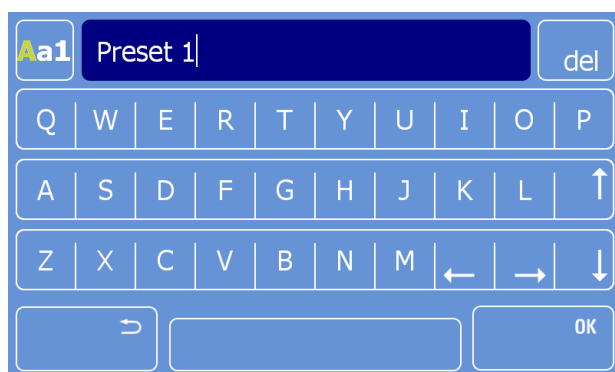 Aa1 Preset 1 del
Q W E R T Y U I O P
A S D F G H J K L ↑
Z X C V B N M ← → ↓
OK